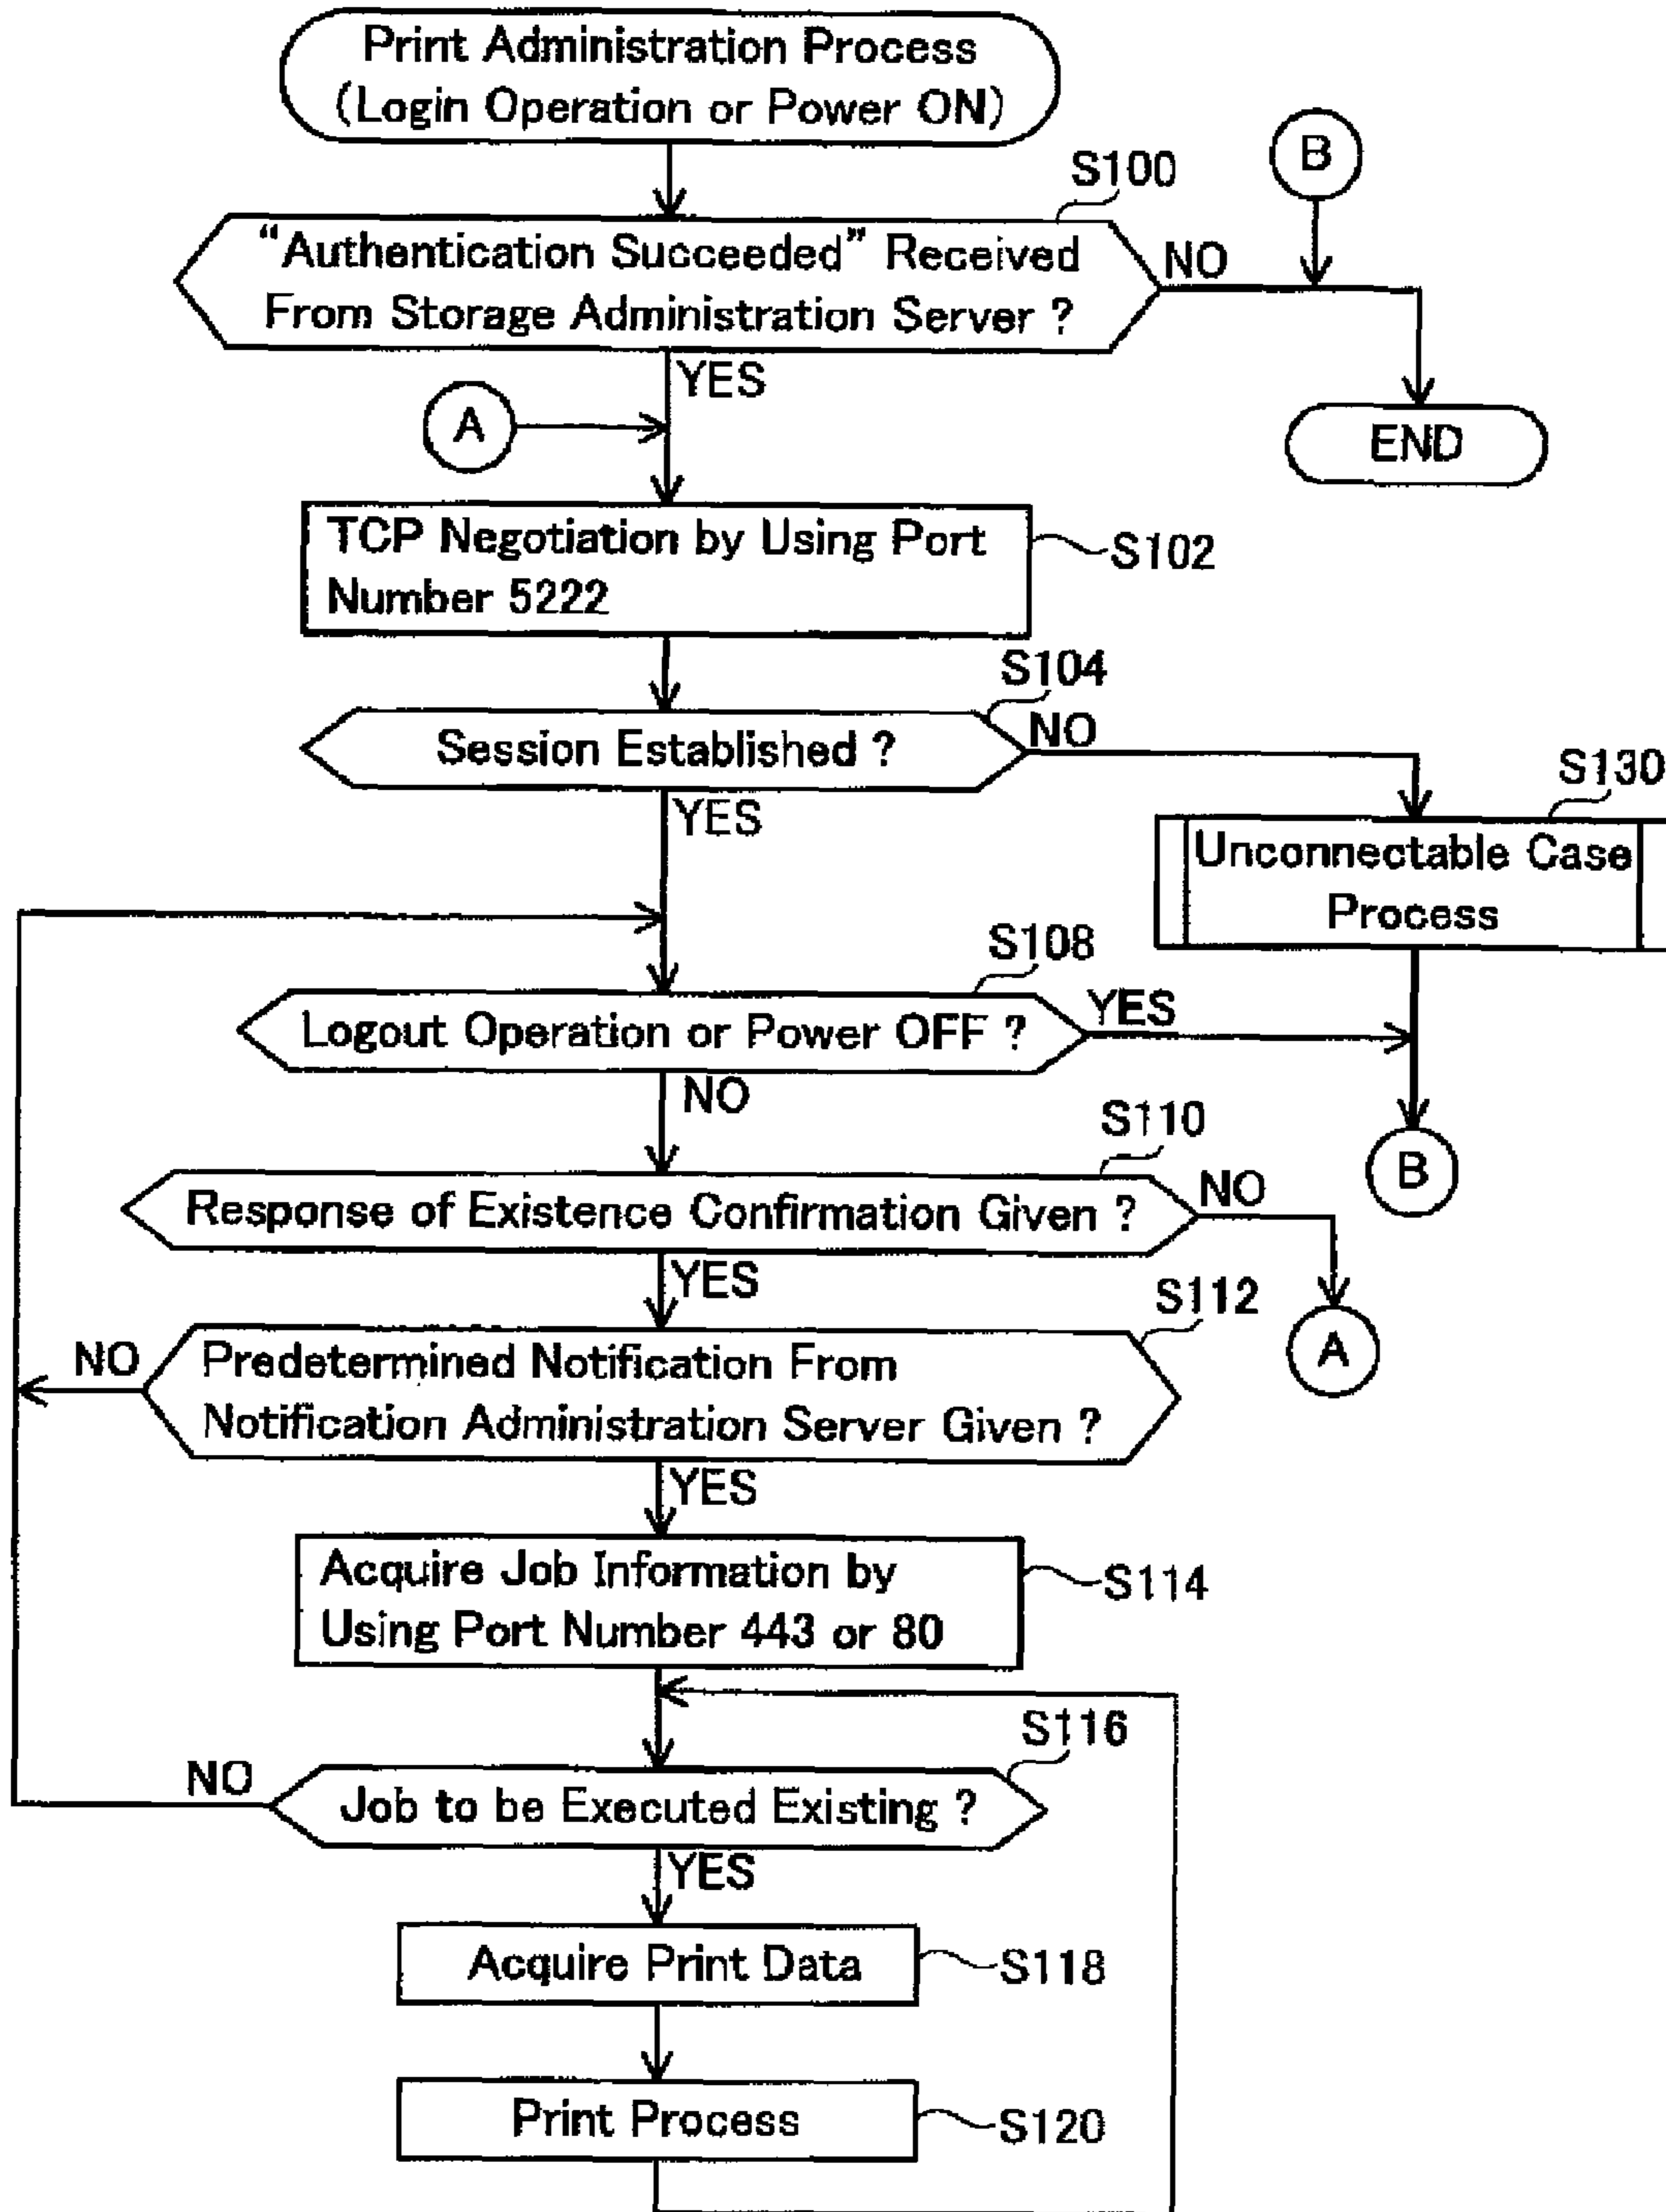 Print Administration Process
(Login Operation or Power ON)
B
S100
“Authentication Succeeded” Received
From Storage Administration Server ?
NO
YES
A
END
TCP Negotiation by Using Port
Number 5222
S102
S104
Session Established ?
NO
YES
S130
Unconnectable Case
Process
S108
Logout Operation or Power OFF ?
YES
NO
B
S110
Response of Existence Confirmation Given ?
NO
YES
A
S112
Predetermined Notification From
Notification Administration Server Given ?
NO
YES
Acquire Job Information by
Using Port Number 443 or 80
S114
S116
Job to be Executed Existing ?
NO
YES
Acquire Print Data
S118
Print Process
S120